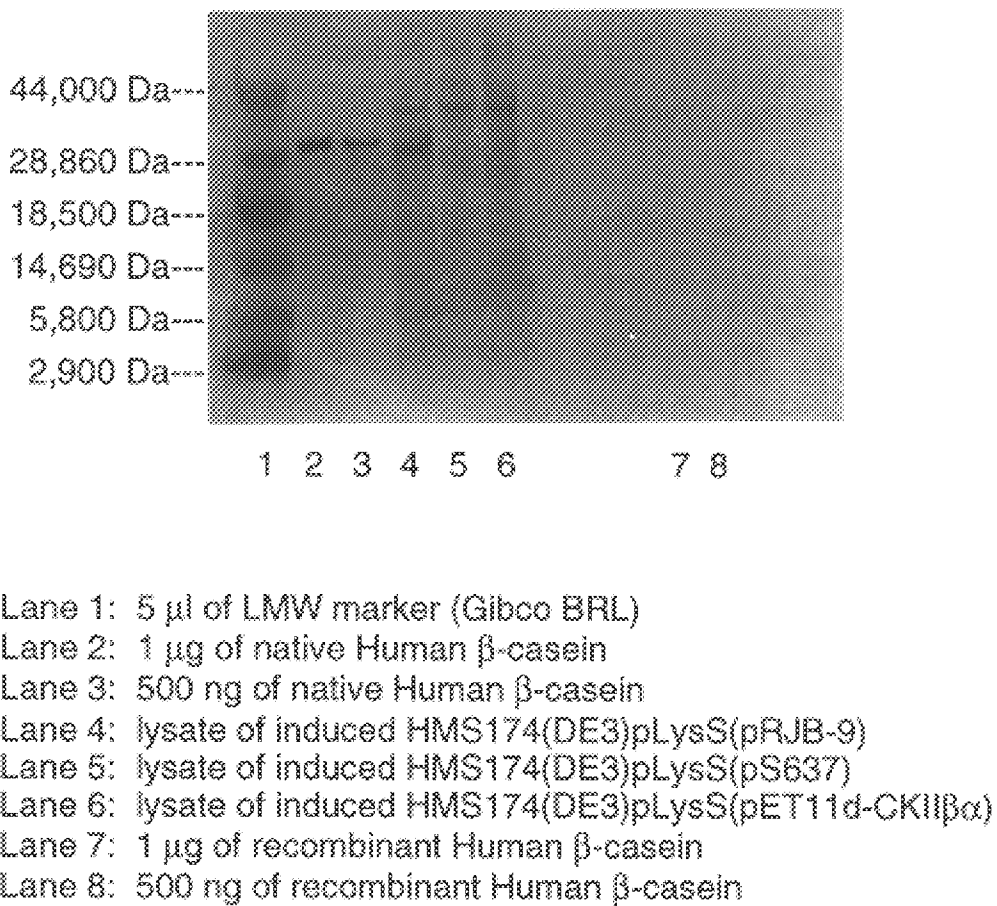 44,000 Da---
28,860 Da---
18,500 Da---
14,690 Da---
5,800 Da---
2,900 Da---
1 2 3 4 5 6 7 8
Lane 1: 5 µl of LMW marker (Gibco BRL)
Lane 2: 1 µg of native Human β-casein
Lane 3: 500 ng of native Human β-casein
Lane 4: lysate of induced HMS174(DE3)pLysS(pRJB-9)
Lane 5: lysate of induced HMS174(DE3)pLysS(pS637)
Lane 6: lysate of induced HMS174(DE3)pLysS(pET11d-CKIIβα)
Lane 7: 1 µg of recombinant Human β-casein
Lane 8: 500 ng of recombinant Human β-casein